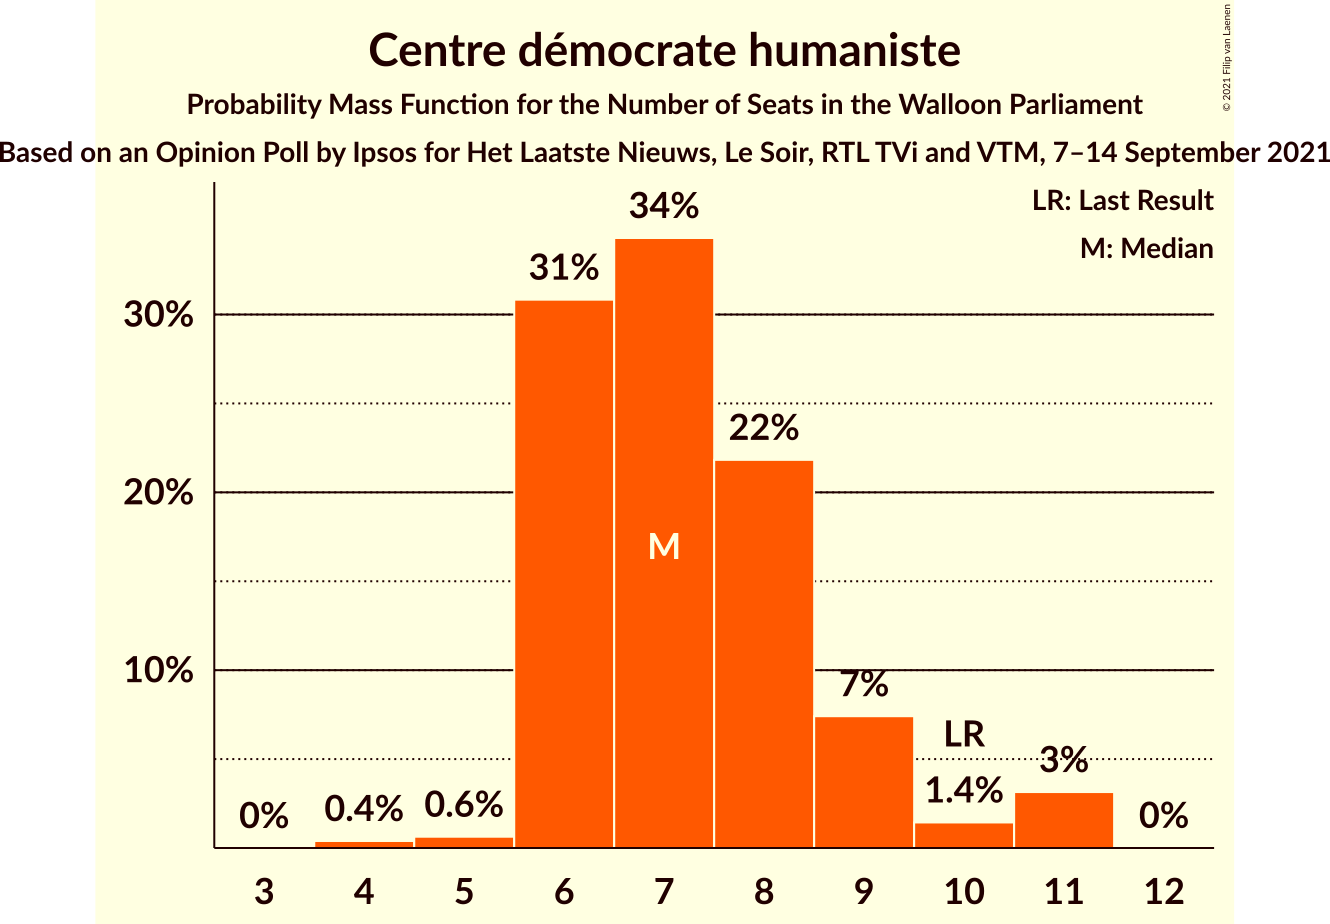 Centre démocrate humaniste
Probability Mass Function for the Number of Seats in the Walloon Parliament
Based on an Opinion Poll by Ipsos for Het Laatste Nieuws, Le Soir, RTL TVi and VTM, 7–14 September 2021
© 2021 Filip van Laenen
LR: Last Result
M: Median
34%
31%
30%
22%
20%
M
10%
7%
LR
3%
1.4%
0.6%
0.4%
0%
0%
3 4 5 6 7 8 9 10 11 12